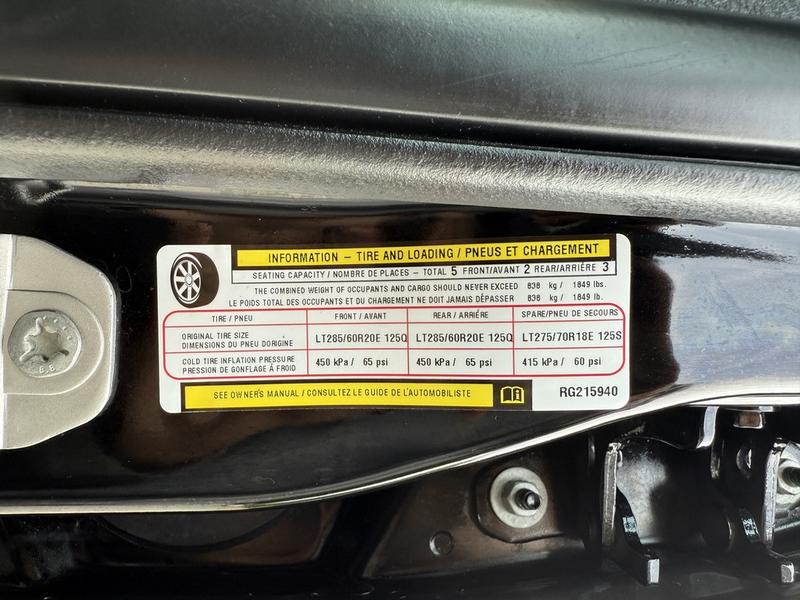 INFORMATION – TIRE AND LOADING / PNEUS ET CHARGEMENT
SEATING CAPACITY / NOMBRE DE PLACES – TOTAL 5 FRONT/AVANT 2 REAR/ARRIÈRE 3
THE COMBINED WEIGHT OF OCCUPANTS AND CARGO SHOULD NEVER EXCEED 838 kg / 1849 lbs.
LE POIDS TOTAL DES OCCUPANTS ET DU CHARGEMENT NE DOIT JAMAIS DÉPASSER 838 kg / 1849 lb.
TIRE / PNEU FRONT / AVANT REAR / ARRIÈRE SPARE/PNEU DE SECOURS
ORIGINAL TIRE SIZE
DIMENSIONS DU PNEU DORIGINE
LT285/60R20E 125Q LT285/60R20E 125Q LT275/70R18E 125S
COLD TIRE INFLATION PRESSURE
PRESSION DE GONFLAGE Á FROID
450 kPa / 65 psi 450 kPa / 65 psi 415 kPa / 60 psi
SEE OWNER'S MANUAL / CONSULTEZ LE GUIDE DE L'AUTOMOBILISTE
RG215940